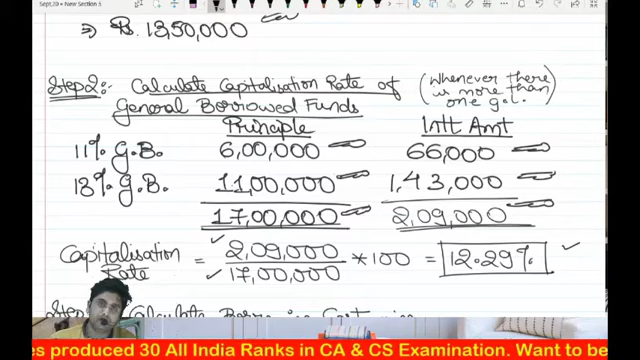 Sept,20 + New Section 3
⇒ Rs. 13,50,000
Step 2:- Calculate Capitalisation Rate of General Borrowed Funds
(Whenever there is more than one g.l.)
Principle Intt Amt
11% G.B. 6,00,000 66,000
13% G.B. 11,00,000 1,43,000
17,00,000 2,09,000
Capitalisation Rate = 2,09,000 / 17,00,000 * 100 = 12.29%
Calculate Borrowing Cost
es produced 30 All India Ranks in CA & CS Examination. Want to be